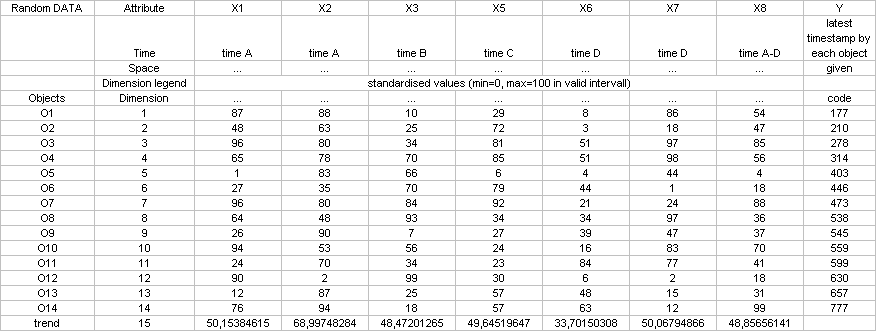 Random DATA Attribute X1 X2 X3 X5 X6 X7 X8 Y
Time time A time A time B time C time D time D time A-D latest timestamp by each object
Space ... ... ... ... ... ... ... given
Dimension legend standardised values (min=0, max=100 in valid intervall)
Objects Dimension ... ... ... ... ... ... ... code
O1 1 87 88 10 29 8 86 54 177
O2 2 48 63 25 72 3 18 47 210
O3 3 96 80 34 81 51 97 85 278
O4 4 65 78 70 85 51 98 56 314
O5 5 1 83 66 6 4 44 4 403
O6 6 27 35 70 79 44 1 18 446
O7 7 96 80 84 92 21 24 88 473
O8 8 64 48 93 34 34 97 36 538
O9 9 26 90 7 27 39 47 37 545
O10 10 94 53 56 24 16 83 70 559
O11 11 24 70 34 23 84 77 41 599
O12 12 90 2 99 30 6 2 18 630
O13 13 12 87 25 57 48 15 31 657
O14 14 76 94 18 57 63 12 99 777
trend 15 50,15384615 68,99748284 48,47201265 49,64519647 33,70150308 50,06794866 48,85656141